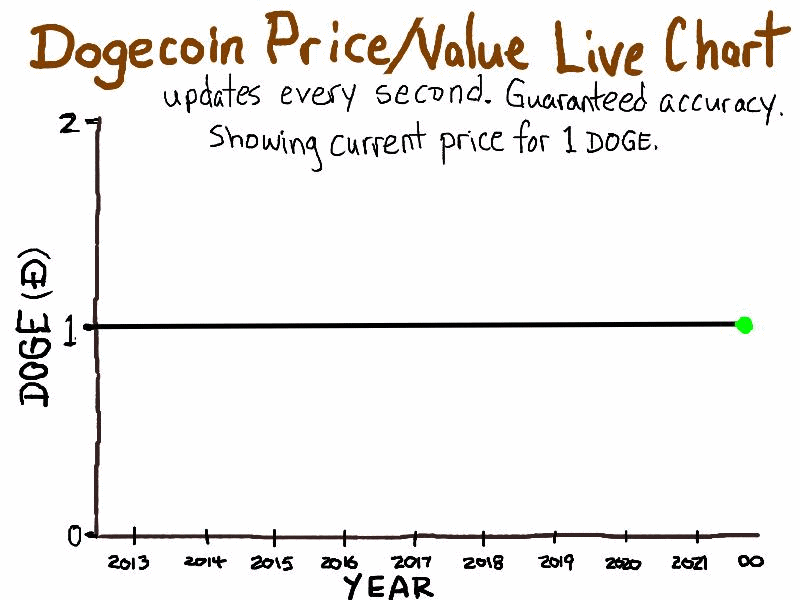 Dogecoin Price/Value Live Chart
updates every second. Guaranteed accuracy.
Showing current price for 1 DOGE.
2
1
0
DOGE (Ð)
2013 2014 2015 2016 2017 2018 2019 2020 2021 ∞
YEAR